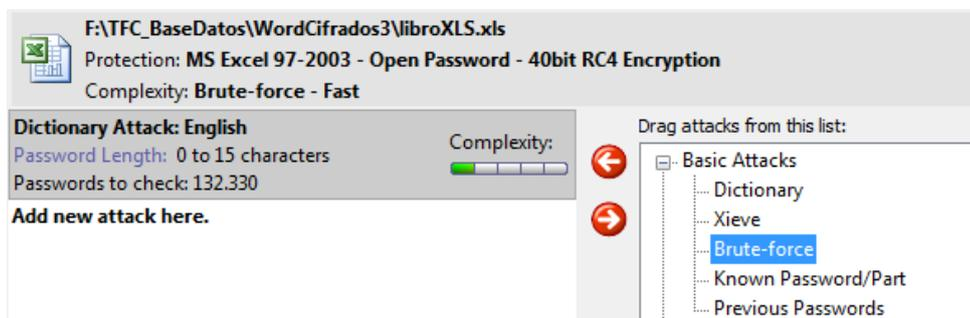 F:\TFC_BaseDatos\WordCifrados3\libroXLS.xls
Protection: MS Excel 97-2003 - Open Password - 40bit RC4 Encryption
Complexity: Brute-force - Fast
Dictionary Attack: English
Password Length: 0 to 15 characters
Passwords to check: 132.330
Complexity:
Add new attack here.
Drag attacks from this list:
Basic Attacks
Dictionary
Xieve
Brute-force
Known Password/Part
Previous Passwords